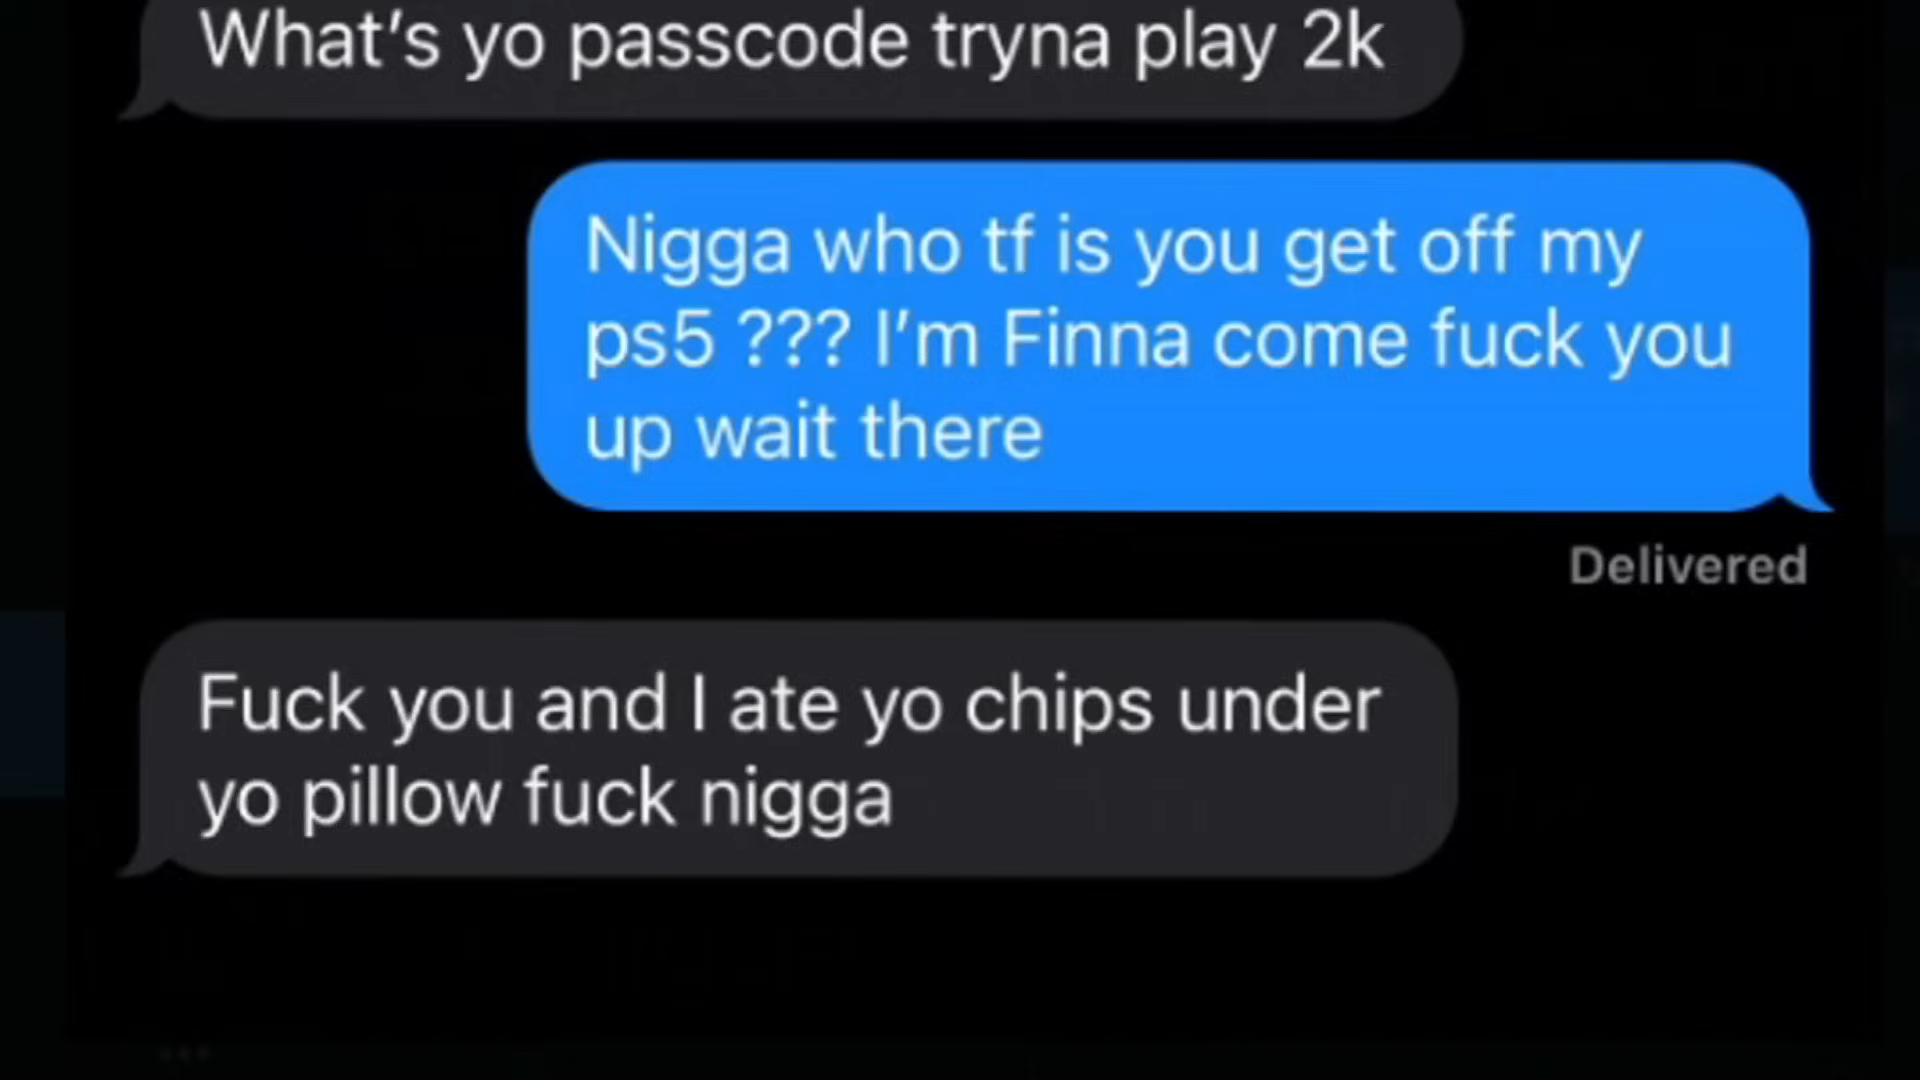 What's yo passcode tryna play 2k
Nigga who tf is you get off my
ps5 ??? I'm Finna come fuck you
up wait there
Delivered
Fuck you and I ate yo chips under
yo pillow fuck nigga